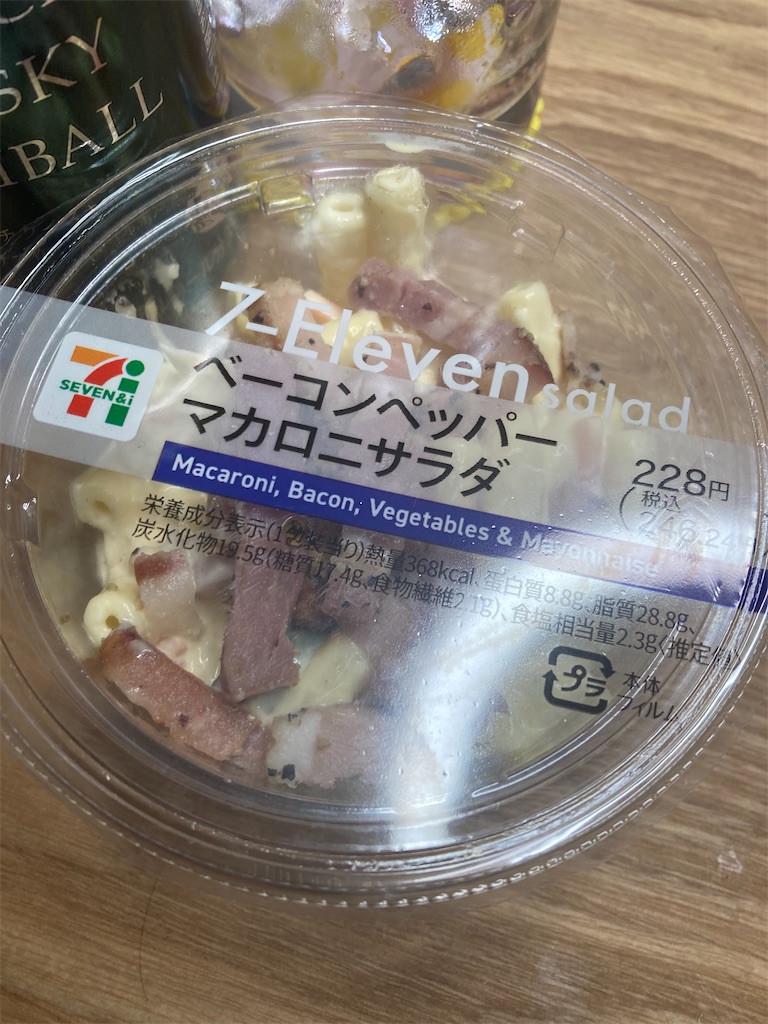 SKY
BALL
7-Eleven salad
SEVEN&i
ベーコンペッパー
マカロニサラダ
Macaroni, Bacon, Vegetables & Mayonnaise
228円
税込
246.24
栄養成分表示(1包装当り)熱量368kcal、蛋白質8.8g、脂質28.8g、
炭水化物19.5g(糖質17.4g、食物繊維2.1g)、食塩相当量2.3g(推定値)
プラ
本体
フィルム